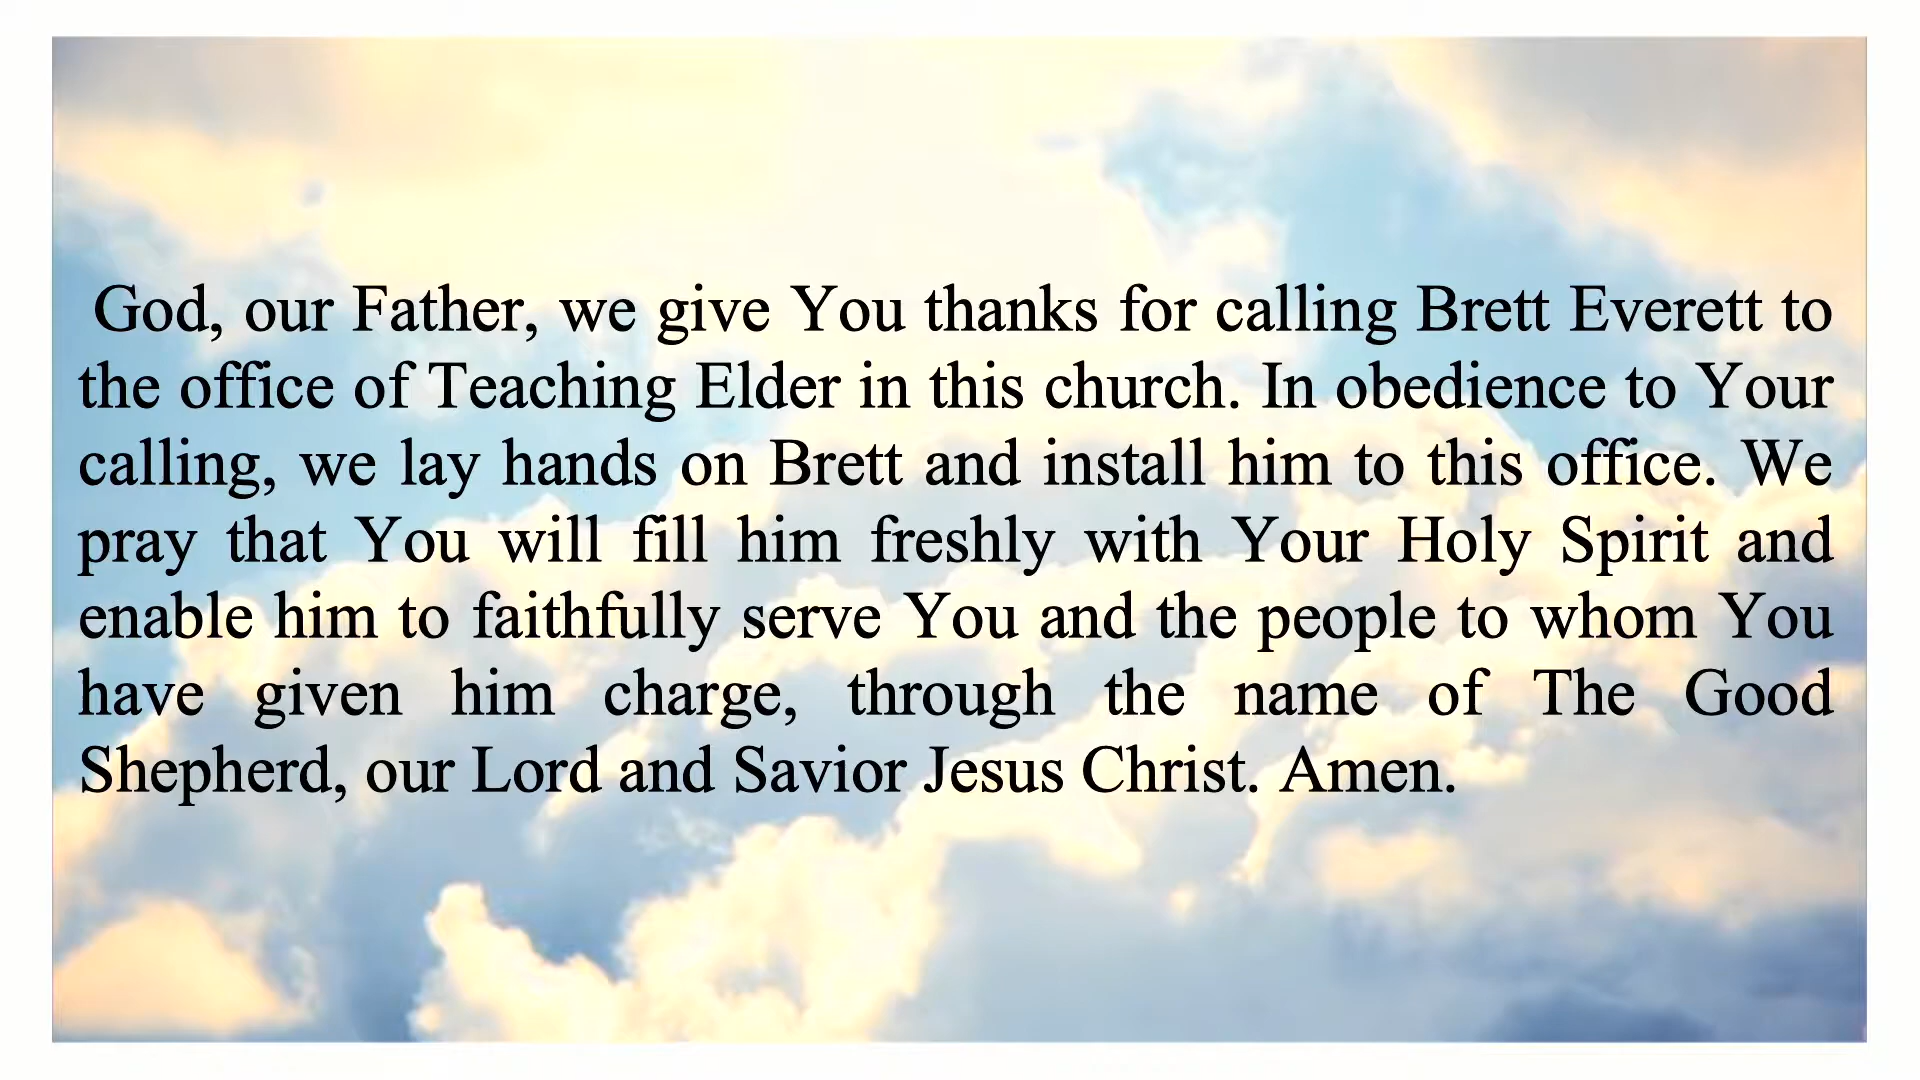 God, our Father, we give You thanks for calling Brett Everett to
the office of Teaching Elder in this church. In obedience to Your
calling, we lay hands on Brett and install him to this office. We
pray that You will fill him freshly with Your Holy Spirit and
enable him to faithfully serve You and the people to whom You
have given him charge, through the name of The Good
Shepherd, our Lord and Savior Jesus Christ. Amen.